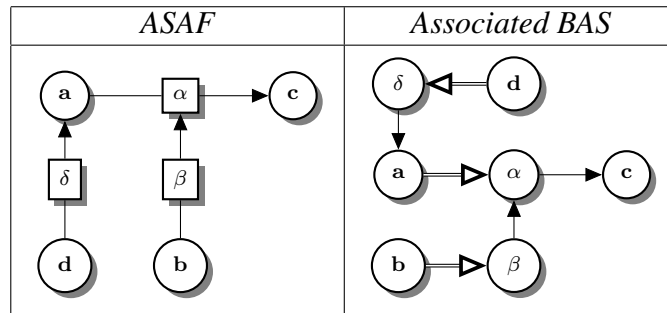 ASAF
Associated BAS
a α c
δ β
d b
δ d
a α c
b β